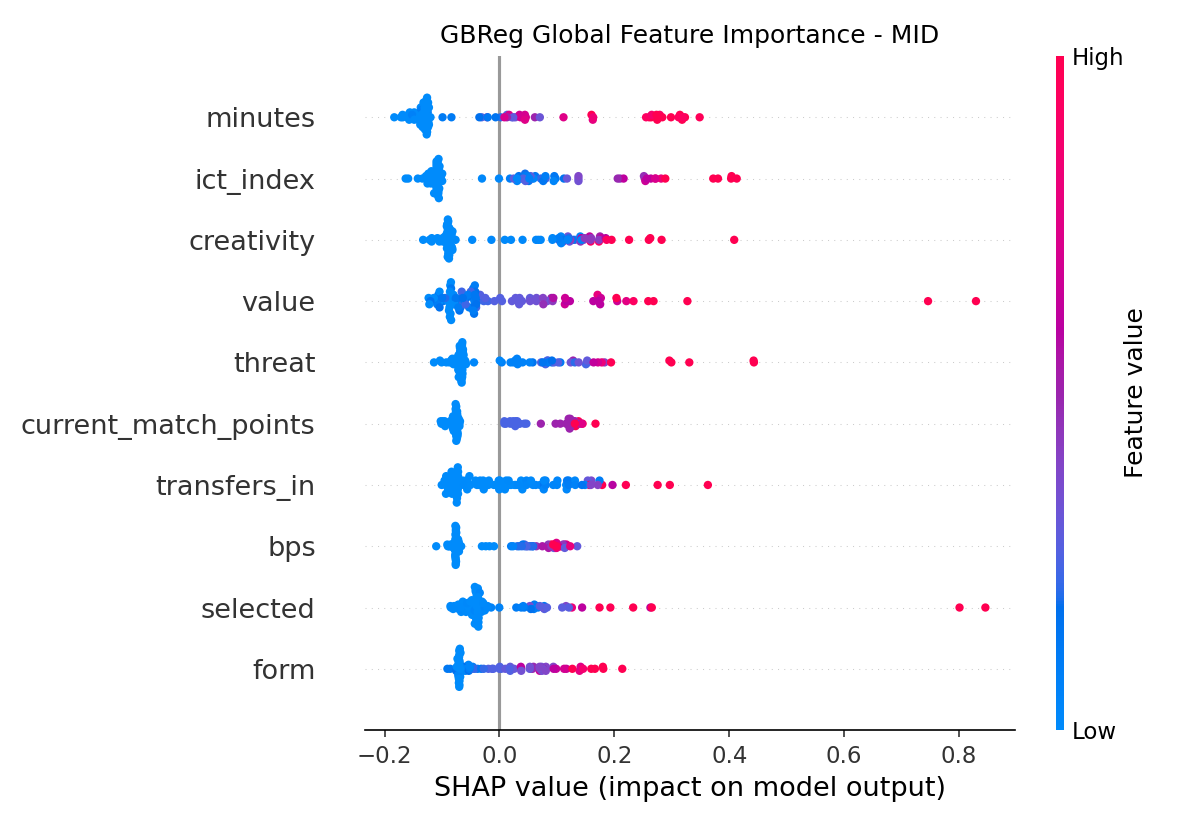 GBReg Global Feature Importance - MID
High
minutes
ict_index
creativity
value
threat
current_match_points
transfers_in
bps
selected
form
Feature value
Low
−0.2 0.0 0.2 0.4 0.6 0.8
SHAP value (impact on model output)